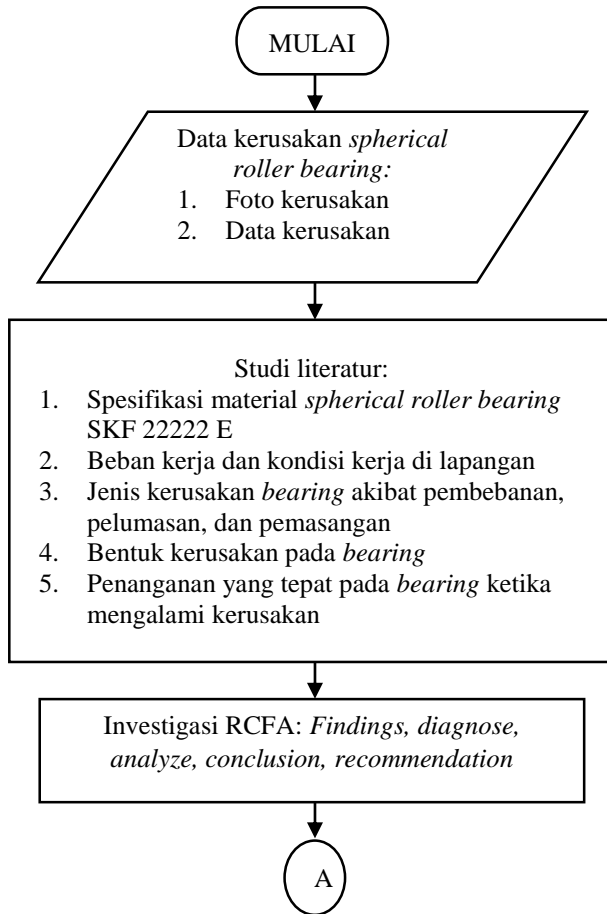 MULAI
Data kerusakan spherical
roller bearing:
1. Foto kerusakan
2. Data kerusakan
Studi literatur:
1. Spesifikasi material spherical roller bearing
SKF 22222 E
2. Beban kerja dan kondisi kerja di lapangan
3. Jenis kerusakan bearing akibat pembebanan,
pelumasan, dan pemasangan
4. Bentuk kerusakan pada bearing
5. Penanganan yang tepat pada bearing ketika
mengalami kerusakan
Investigasi RCFA: Findings, diagnose,
analyze, conclusion, recommendation
A